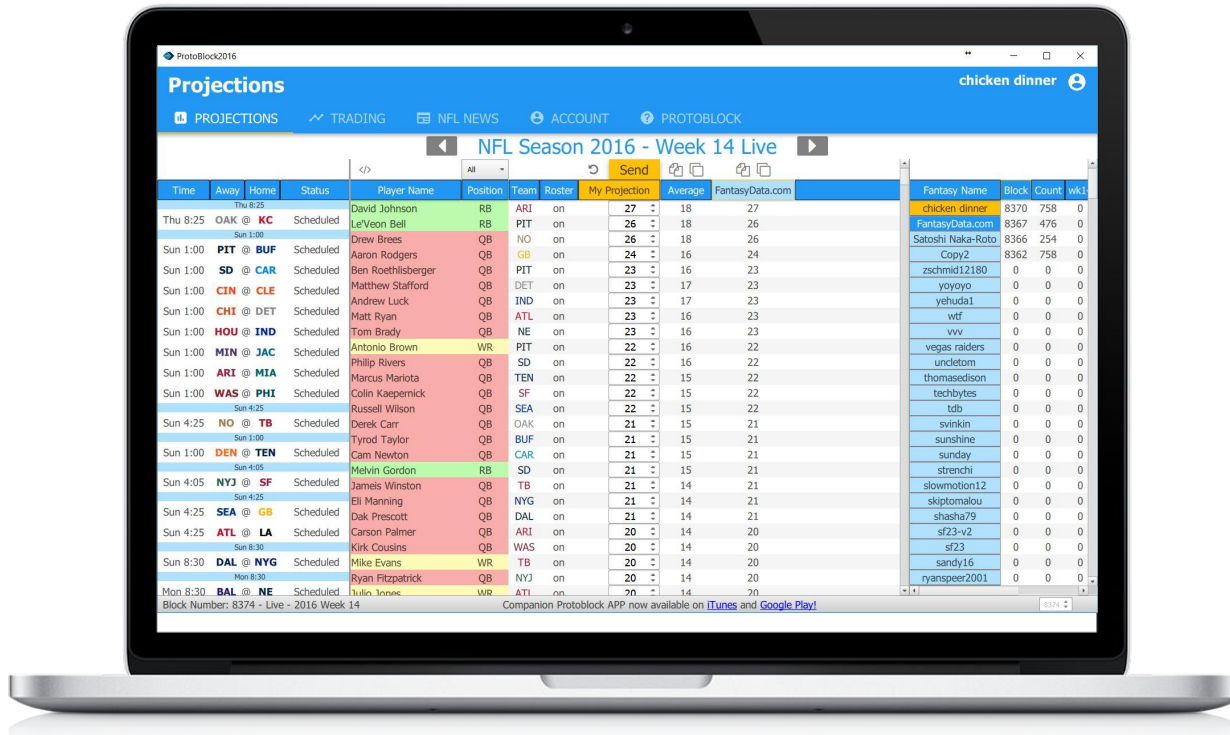 ProtoBlock2016
Projections
chicken dinner
PROJECTIONS TRADING NFL NEWS ACCOUNT PROTOBLOCK
NFL Season 2016 - Week 14 Live
</> All Send
Time Away Home Status
Thu 8:25
Thu 8:25 OAK @ KC Scheduled
Sun 1:00
Sun 1:00 PIT @ BUF Scheduled
Sun 1:00 SD @ CAR Scheduled
Sun 1:00 CIN @ CLE Scheduled
Sun 1:00 CHI @ DET Scheduled
Sun 1:00 HOU @ IND Scheduled
Sun 1:00 MIN @ JAC Scheduled
Sun 1:00 ARI @ MIA Scheduled
Sun 1:00 WAS @ PHI Scheduled
Sun 4:25
Sun 4:25 NO @ TB Scheduled
Sun 1:00
Sun 1:00 DEN @ TEN Scheduled
Sun 4:05
Sun 4:05 NYJ @ SF Scheduled
Sun 4:25
Sun 4:25 SEA @ GB Scheduled
Sun 4:25 ATL @ LA Scheduled
Sun 8:30
Sun 8:30 DAL @ NYG Scheduled
Mon 8:30
Mon 8:30 BAL @ NE Scheduled
Player Name Position Team Roster My Projection Average FantasyData.com
David Johnson RB ARI on 27 18 27
Le'Veon Bell RB PIT on 26 18 26
Drew Brees QB NO on 26 18 26
Aaron Rodgers QB GB on 24 16 24
Ben Roethlisberger QB PIT on 23 16 23
Matthew Stafford QB DET on 23 17 23
Andrew Luck QB IND on 23 17 23
Matt Ryan QB ATL on 23 16 23
Tom Brady QB NE on 23 16 23
Antonio Brown WR PIT on 22 16 22
Philip Rivers QB SD on 22 16 22
Marcus Mariota QB TEN on 22 15 22
Colin Kaepernick QB SF on 22 15 22
Russell Wilson QB SEA on 22 15 22
Derek Carr QB OAK on 21 15 21
Tyrod Taylor QB BUF on 21 15 21
Cam Newton QB CAR on 21 15 21
Melvin Gordon RB SD on 21 15 21
Jameis Winston QB TB on 21 14 21
Eli Manning QB NYG on 21 14 21
Dak Prescott QB DAL on 21 14 21
Carson Palmer QB ARI on 20 14 20
Kirk Cousins QB WAS on 20 14 20
Mike Evans WR TB on 20 14 20
Ryan Fitzpatrick QB NYJ on 20 14 20
Julio Jones WR ATL on 20 14 20
Fantasy Name Block Count wk1
chicken dinner 8370 758 0
FantasyData.com 8367 476 0
Satoshi Naka-Roto 8366 254 0
Copy2 8362 758 0
zschmid12180 0 0 0
yoyoyo 0 0 0
yehuda1 0 0 0
wtf 0 0 0
vvv 0 0 0
vegas raiders 0 0 0
uncletom 0 0 0
thomasedison 0 0 0
techbytes 0 0 0
tdb 0 0 0
svinkin 0 0 0
sunshine 0 0 0
sunday 0 0 0
strenchi 0 0 0
slowmotion12 0 0 0
skiptomalou 0 0 0
shasha79 0 0 0
sf23-v2 0 0 0
sf23 0 0 0
sandy16 0 0 0
ryanspeer2001 0 0 0
Block Number: 8374 - Live - 2016 Week 14 Companion Protoblock APP now available on iTunes and Google Play! 8374